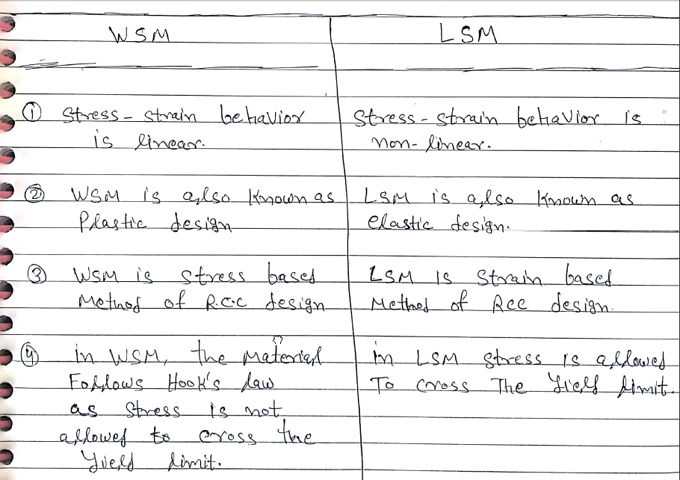 WSM
LSM
① Stress-strain behavior
is linear.
Stress-strain behavior is
non-linear.
② WSM is also known as
Plastic design
LSM is also known as
elastic design.
③ WSM is stress based
Method of R.C.C design
LSM is Strain based
Method of RCC design.
④ in WSM, the Material
Follows Hook's law
as stress is not
allowed to cross the
Yield limit.
in LSM stress is allowed
To cross The Yield limit.